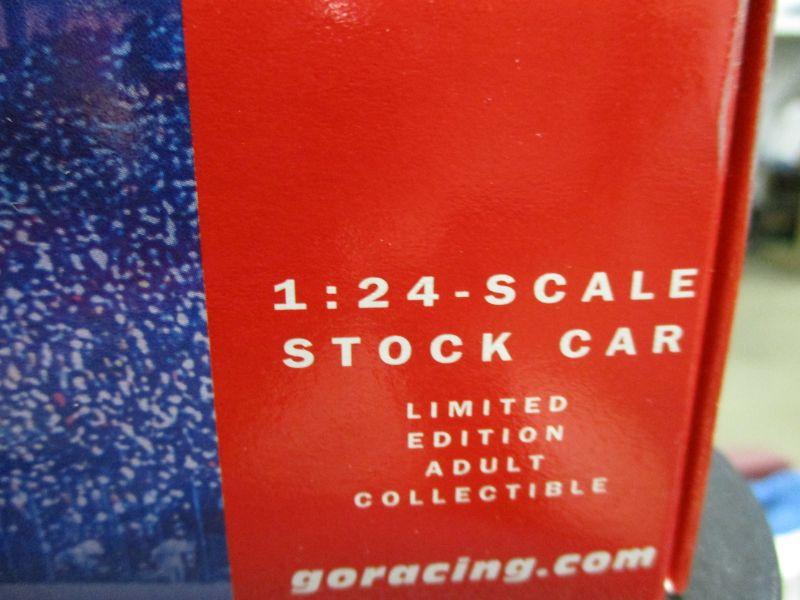 1:24-SCALE
STOCK CAR
LIMITED
EDITION
ADULT
COLLECTIBLE
goracing.com